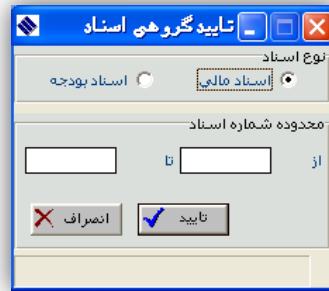 تایید گروهی اسناد
نوع اسناد
اسناد مالي اسناد بودجه
محدوده شماره اسناد
از تا
تایید انصراف